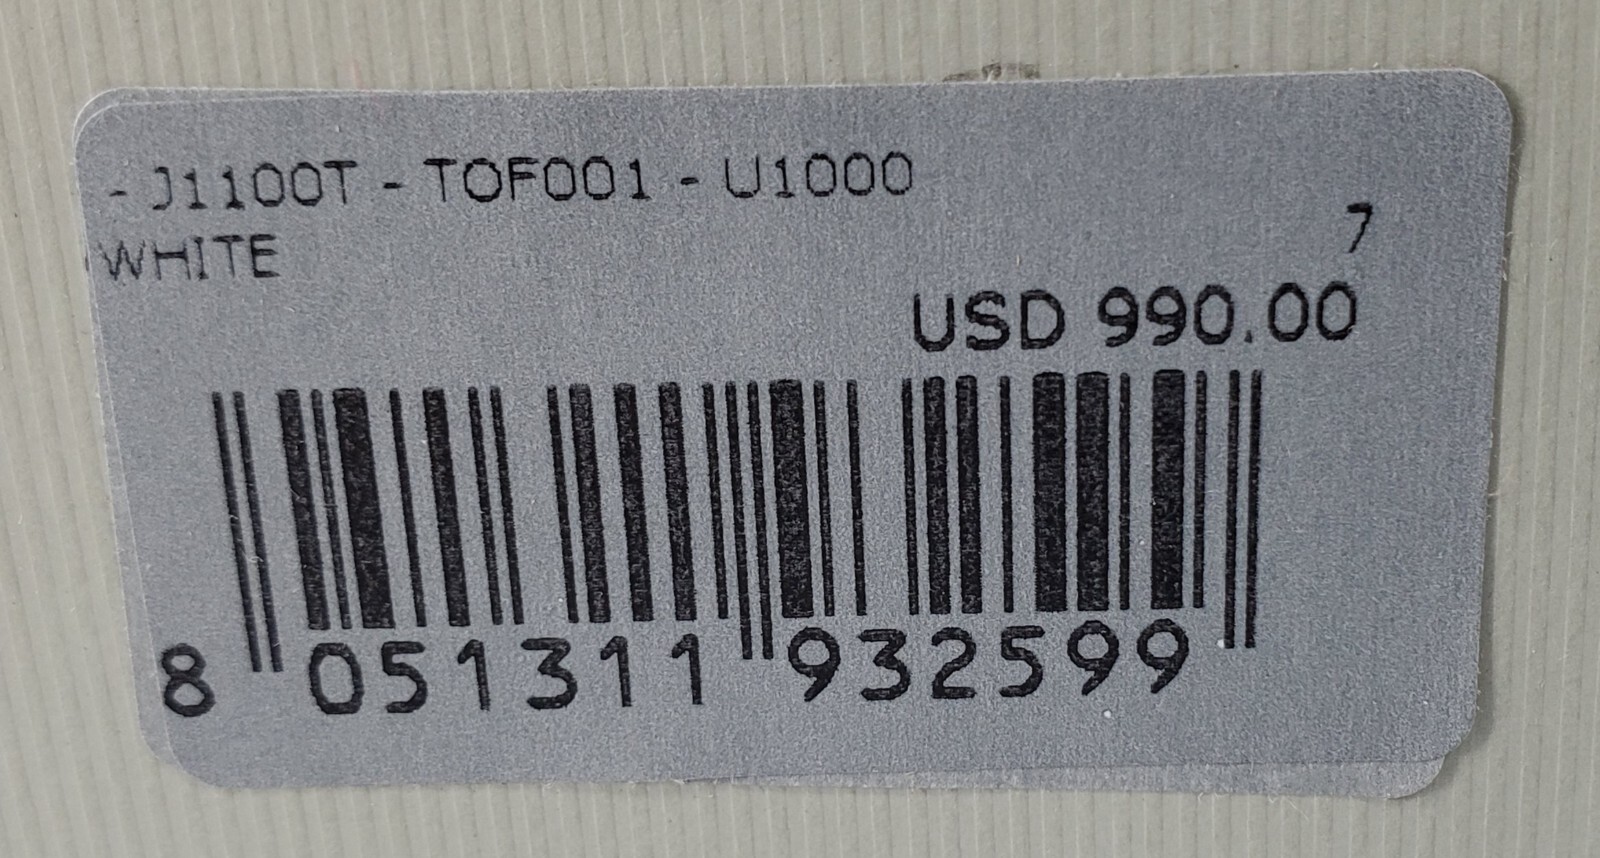 - J1100T - TOF001 - U1000
WHITE
7
USD 990.00
8 051311 932599